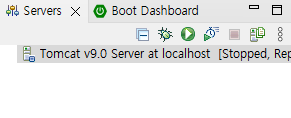 Servers Boot Dashboard
Tomcat v9.0 Server at localhost [Stopped, Rep